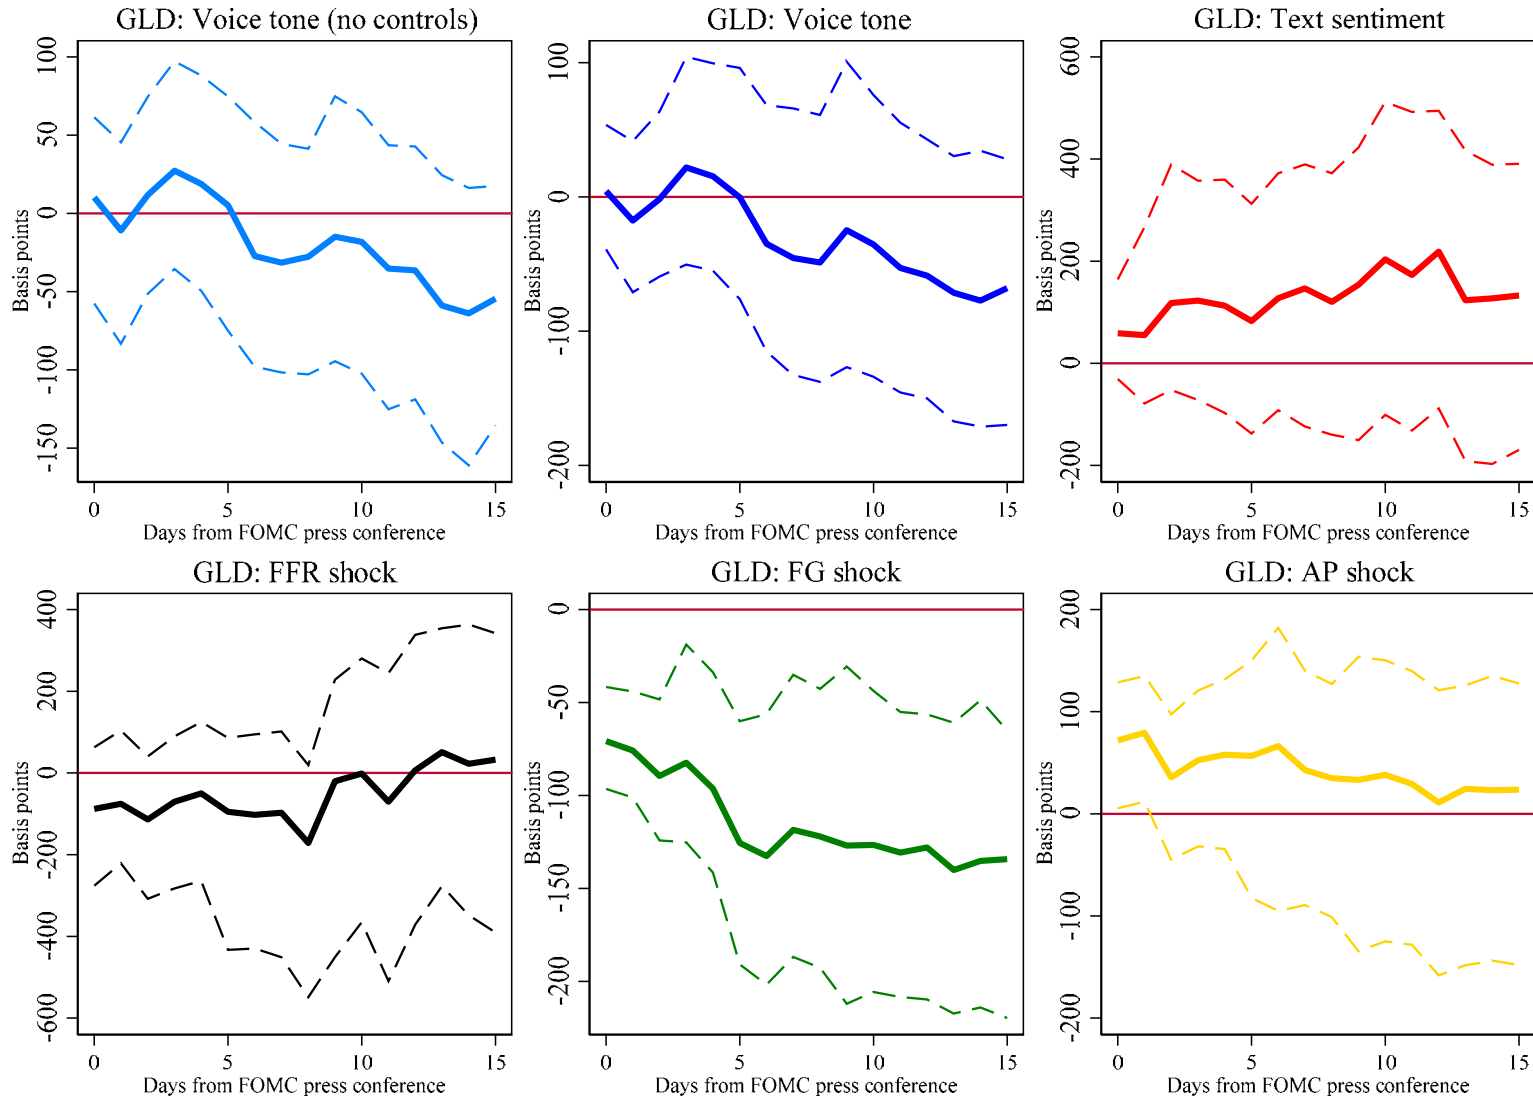 GLD: Voice tone (no controls)
Basis points
100
50
0
-50
-100
-150
0 5 10 15
Days from FOMC press conference
GLD: Voice tone
Basis points
100
0
-100
-200
0 5 10 15
Days from FOMC press conference
GLD: Text sentiment
Basis points
600
400
200
0
-200
0 5 10 15
Days from FOMC press conference
GLD: FFR shock
Basis points
400
200
0
-200
-400
-600
0 5 10 15
Days from FOMC press conference
GLD: FG shock
Basis points
0
-50
-100
-150
-200
0 5 10 15
Days from FOMC press conference
GLD: AP shock
Basis points
200
100
0
-100
-200
0 5 10 15
Days from FOMC press conference